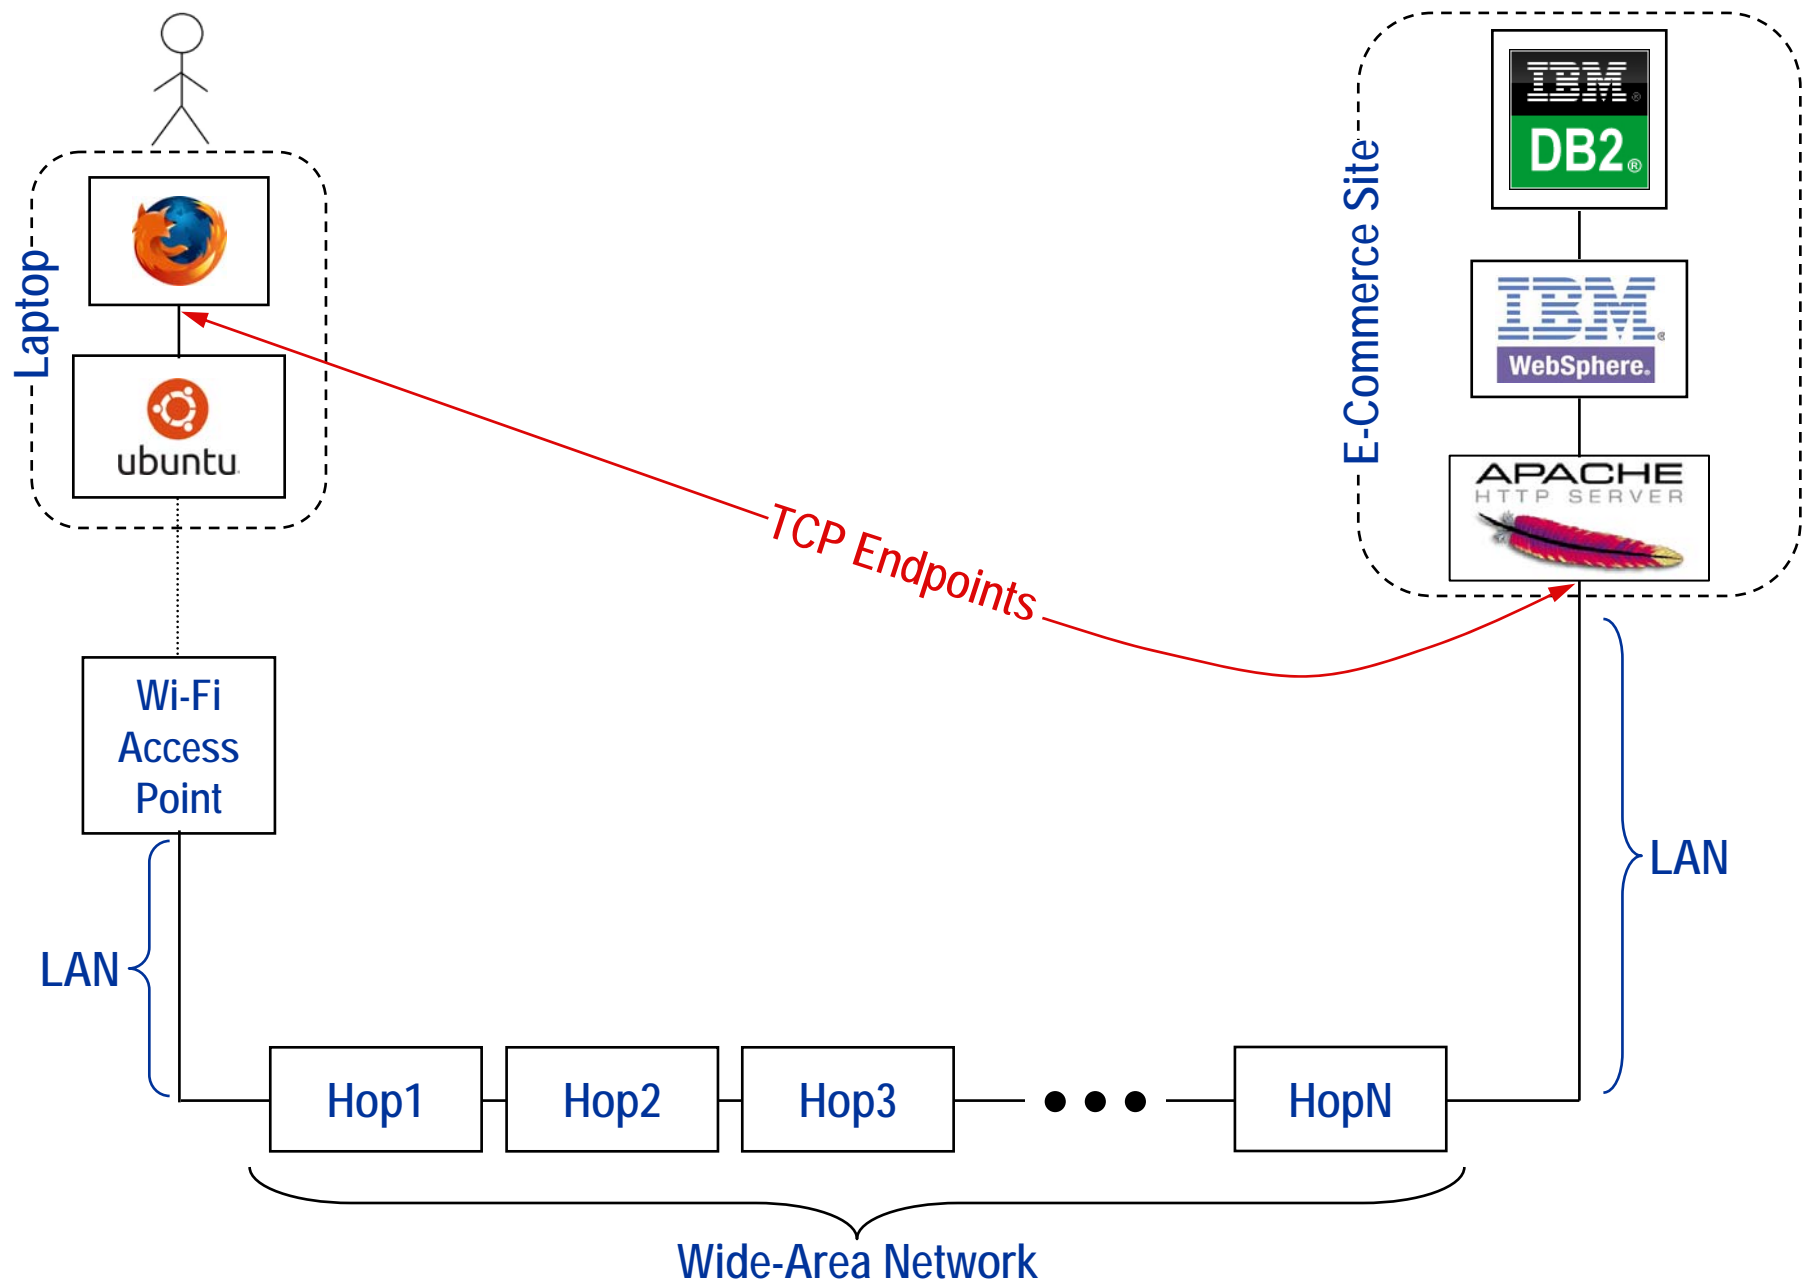 Laptop
ubuntu
E-Commerce Site
IBM
DB2
IBM
WebSphere
APACHE
HTTP SERVER
TCP Endpoints
Wi-Fi
Access
Point
LAN
LAN
Hop1
Hop2
Hop3
HopN
Wide-Area Network